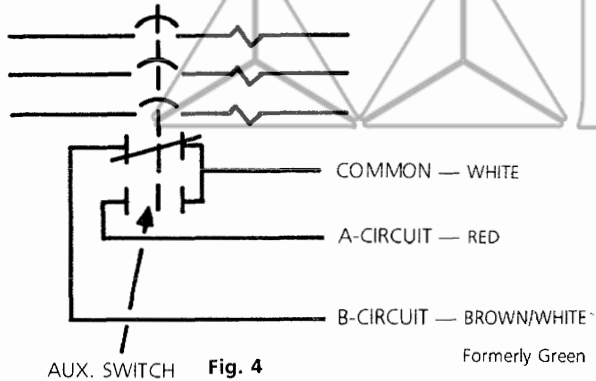 COMMON — WHITE
A-CIRCUIT — RED
B-CIRCUIT — BROWN/WHITE
Formerly Green
AUX. SWITCH Fig. 4